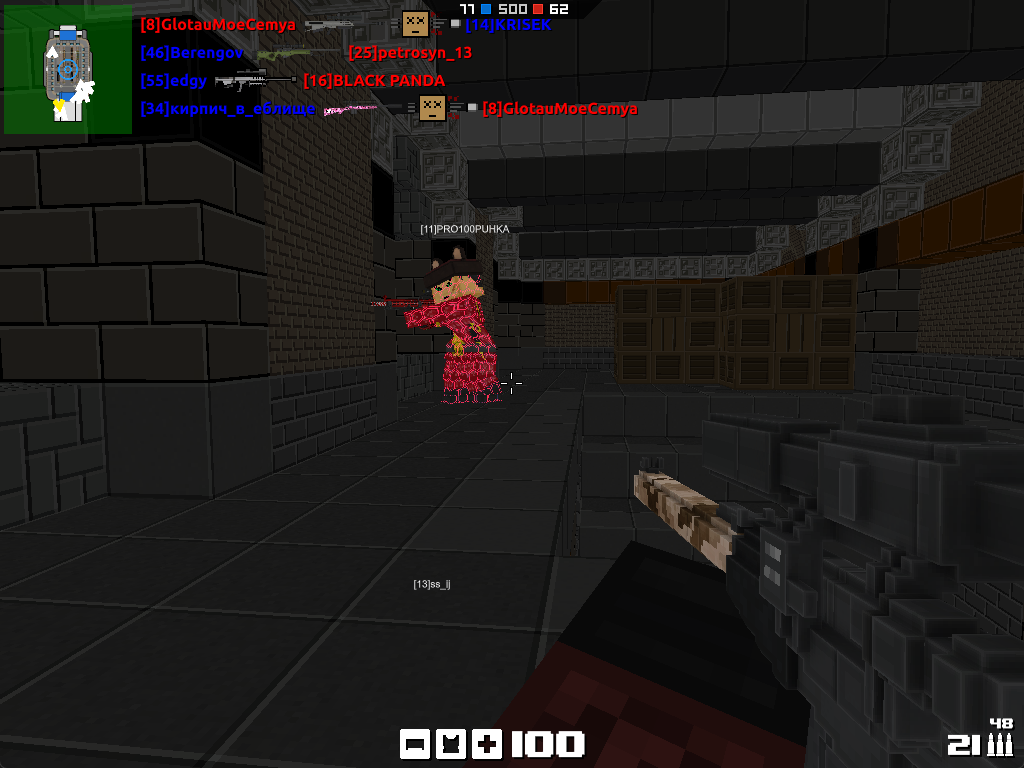 77 500 62
[8]GlotauMoeCemya [14]KRISEK
[46]Berengov [25]petrosyn_13
[55]edgy [16]BLACK PANDA
[34]кирпич_в_еблище [8]GlotauMoeCemya
[11]PRO100PUHKA
[13]ss_ij
100
48
21